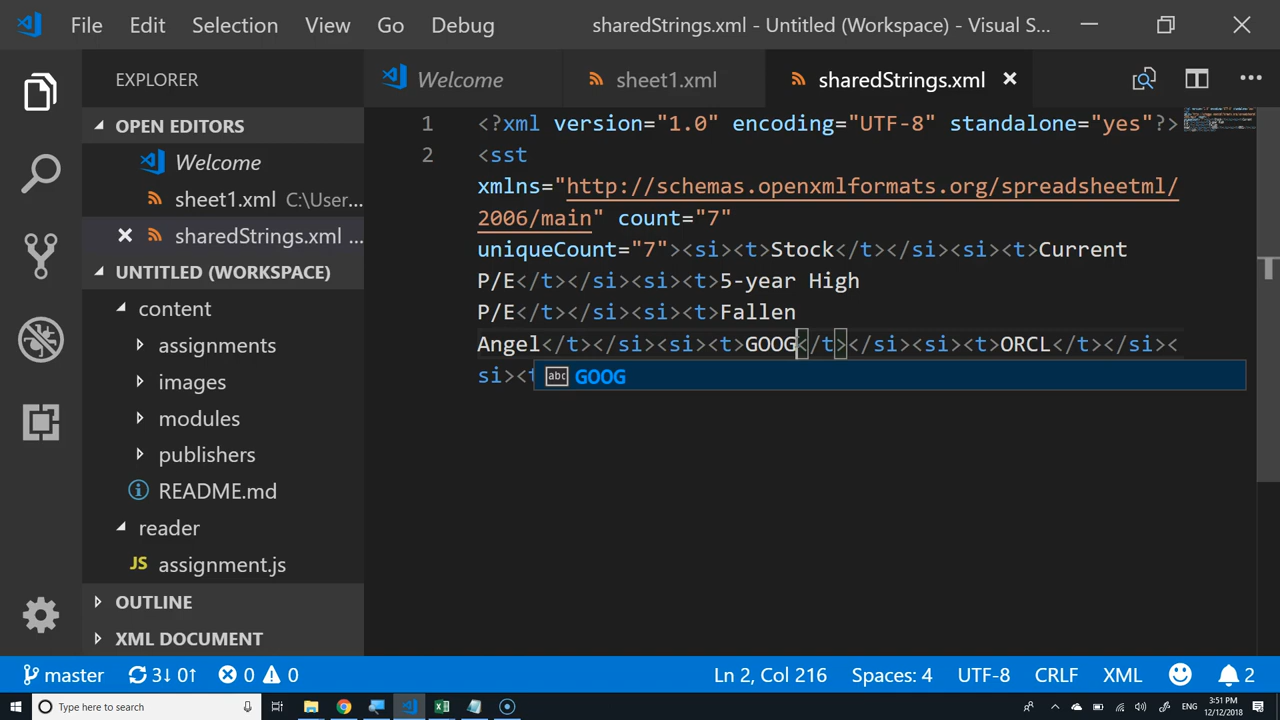 File Edit Selection View Go Debug sharedStrings.xml - Untitled (Workspace) - Visual S...
EXPLORER
Welcome sheet1.xml sharedStrings.xml
OPEN EDITORS
Welcome
sheet1.xml C:\User...
sharedStrings.xml ...
UNTITLED (WORKSPACE)
content
assignments
images
modules
publishers
README.md
reader
JS assignment.js
OUTLINE
XML DOCUMENT
1 <?xml version="1.0" encoding="UTF-8" standalone="yes"?>
2 <sst
xmlns="http://schemas.openxmlformats.org/spreadsheetml/
2006/main" count="7"
uniqueCount="7"><si><t>Stock</t></si><si><t>Current
P/E</t></si><si><t>5-year High
P/E</t></si><si><t>Fallen
Angel</t></si><si><t>GOOG</t></si><si><t>ORCL</t></si><
si><t
abc GOOG
master 3↓ 0↑ 0 0 Ln 2, Col 216 Spaces: 4 UTF-8 CRLF XML 2
Type here to search
ENG
3:51 PM
12/12/2018